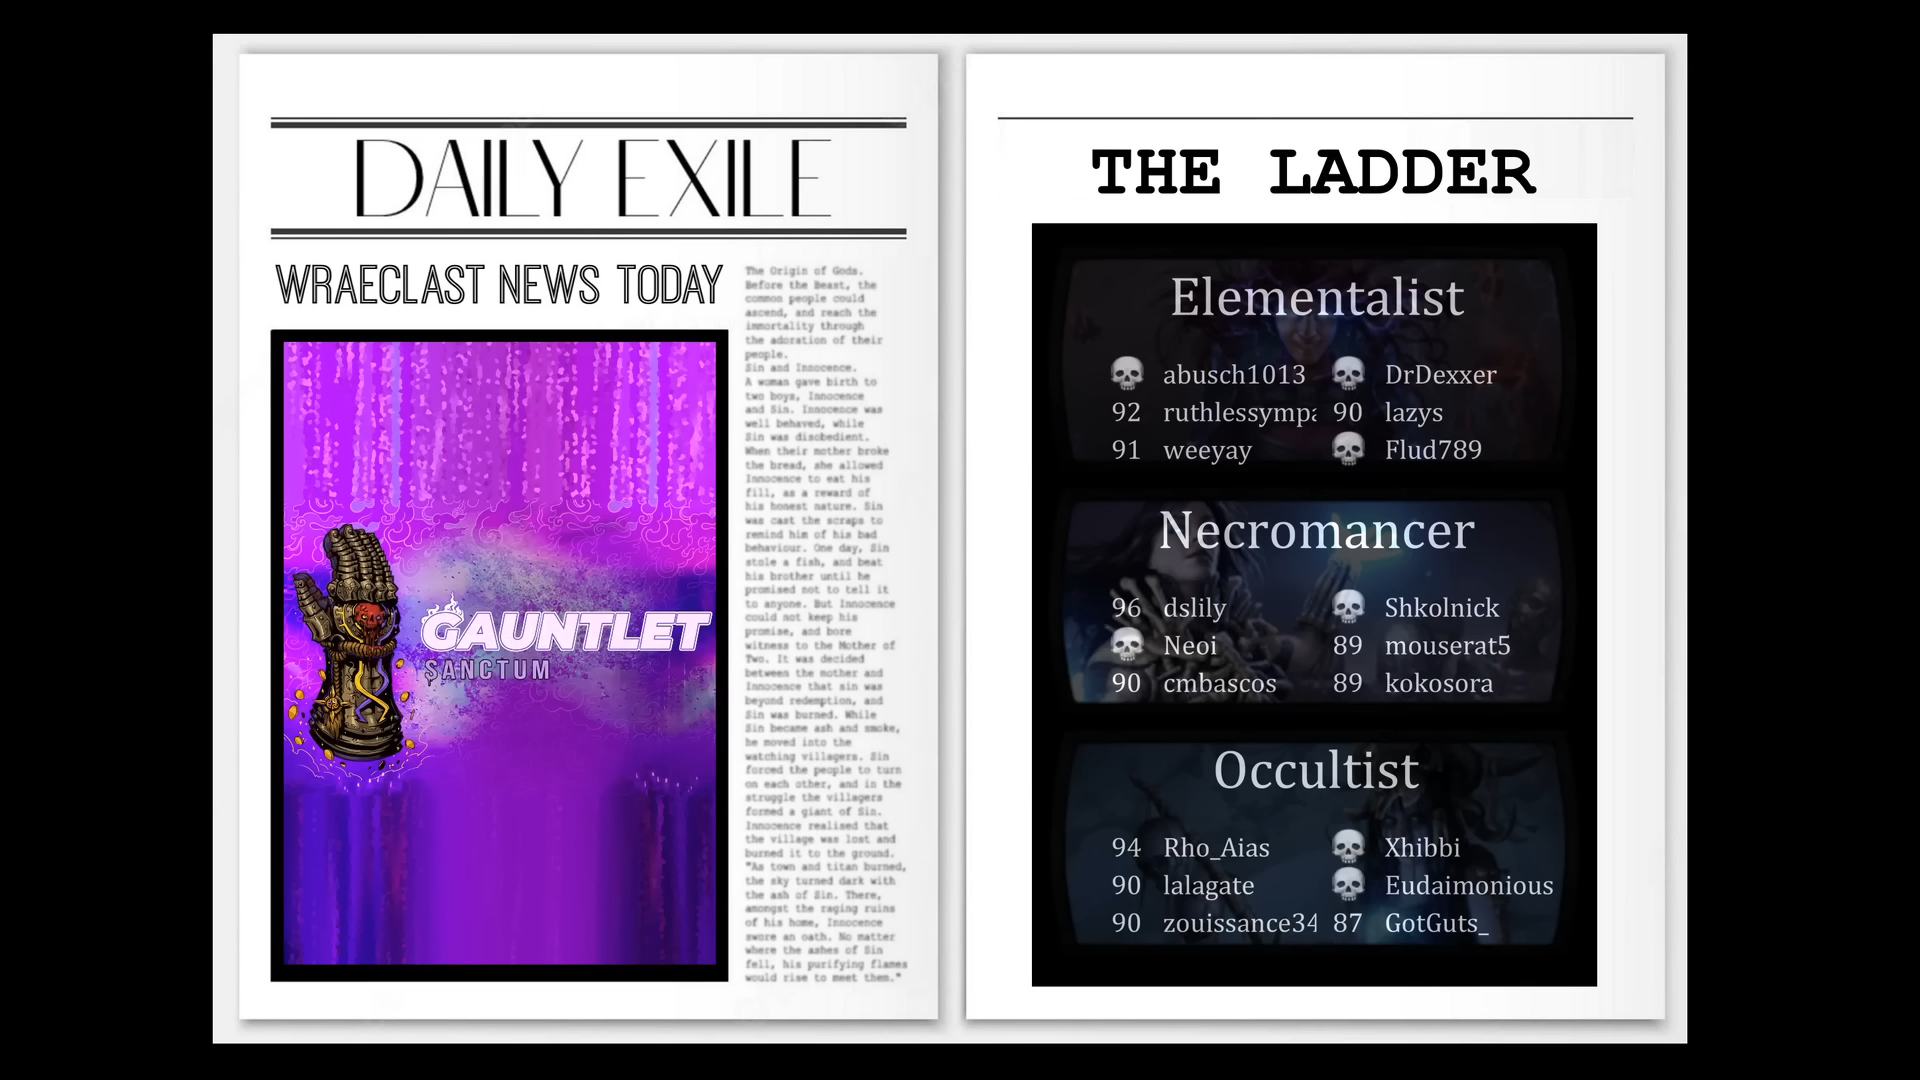 DAILY EXILE
WRAECLAST NEWS TODAY
GAUNTLET
SANCTUM
The Origin of Gods.
Before the Beast, the
common people could
ascend, and reach the
immortality through
the adoration of their
people.
Sin and Innocence.
A woman gave birth to
two boys, Innocence
and Sin. Innocence was
well behaved, while
Sin was disobedient.
When their mother broke
the bread, she allowed
Innocence to eat his
fill, as a reward of
his honest nature. Sin
was cast the scraps to
remind him of his bad
behaviour. One day, Sin
stole a fish, and beat
his brother until he
promised not to tell it
to anyone. But Innocence
could not keep his
promise, and bore
witness to the Mother of
Two. It was decided
between the mother and
Innocence that sin was
beyond redemption, and
Sin was burned. While
Sin became ash and smoke,
he moved into the
watching villagers. Sin
forced the people to turn
on each other, and in the
struggle the villagers
formed a giant of Sin.
Innocence realised that
the village was lost and
burned it to the ground.
"As town and titan burned,
the sky turned dark with
the ash of Sin. There,
amongst the raging ruins
of his home, Innocence
swore an oath. No matter
where the ashes of Sin
fell, his purifying flames
would rise to meet them."
THE LADDER
Elementalist
abusch1013 DrDexxer
92 ruthlessympa 90 lazys
91 weeyay Flud789
Necromancer
96 dslily Shkolnick
Neoi 89 mouserat5
90 cmbascos 89 kokosora
Occultist
94 Rho_Aias Xhibbi
90 lalagate Eudaimonious
90 zouissance34 87 GotGuts_